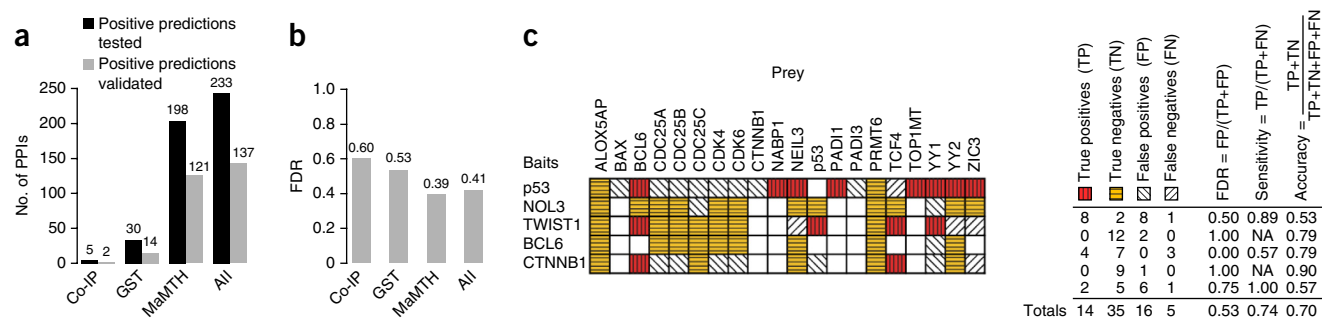 a
Positive predictions tested
Positive predictions validated
No. of PPIs
250
200
150
100
50
0
5
2
30
14
198
121
233
137
Co-IP
GST
MaMTH
All
b
FDR
1.0
0.8
0.6
0.4
0.2
0
0.60
0.53
0.39
0.41
Co-IP
GST
MaMTH
All
c
Prey
Baits
ALOX5AP
BAX
BCL6
CDC25A
CDC25B
CDC25C
CDK4
CDK6
CTNNB1
NABP1
NEIL3
p53
PADI1
PADI3
PRMT6
TCF4
TOP1MT
YY1
YY2
ZIC3
p53
NOL3
TWIST1
BCL6
CTNNB1
True positives (TP)
True negatives (TN)
False positives (FP)
False negatives (FN)
FDR = FP/(TP+FP)
Sensitivity = TP/(TP+FN)
Accuracy = TP+TN
TP+TN+FP+FN
8 2 8 1 0.50 0.89 0.53
0 12 2 0 1.00 NA 0.79
4 7 0 3 0.00 0.57 0.79
0 9 1 0 1.00 NA 0.90
2 5 6 1 0.75 1.00 0.57
Totals 14 35 16 5 0.53 0.74 0.70